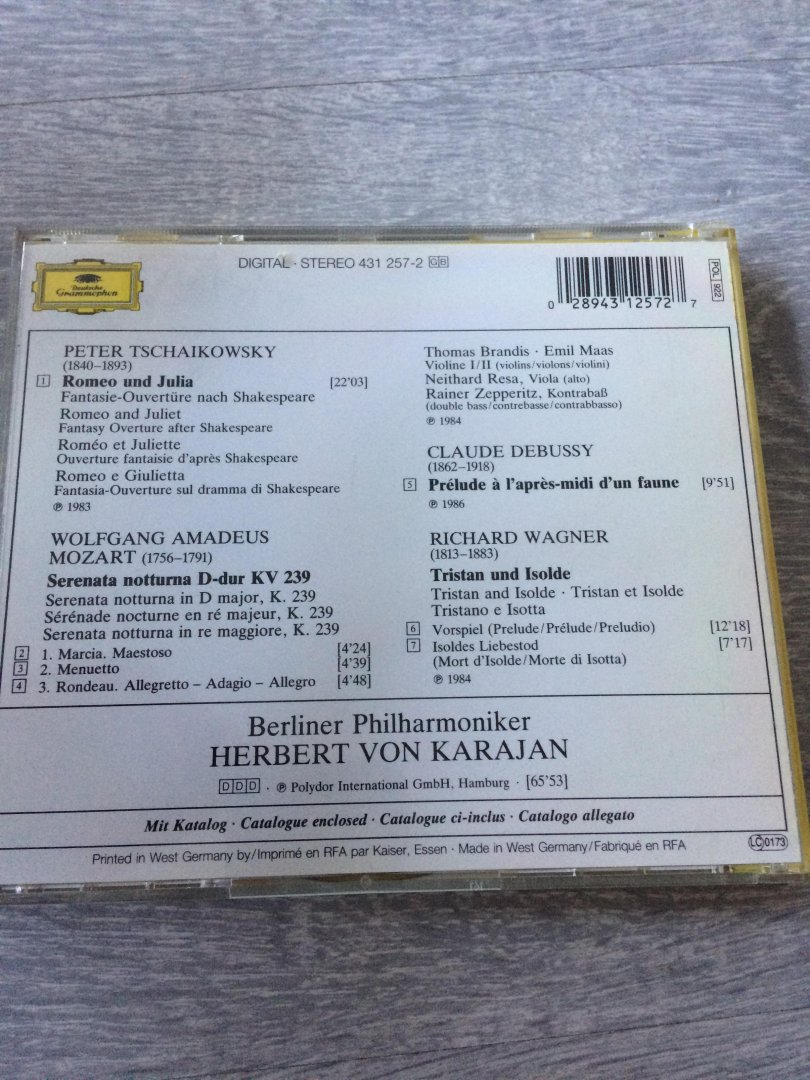 Deutsche
Grammophon
DIGITAL · STEREO 431 257-2 GB
0 28943 12572 7
POL 922
PETER TSCHAIKOWSKY
(1840–1893)
1 Romeo und Julia [22'03]
Fantasie-Ouvertüre nach Shakespeare
Romeo and Juliet
Fantasy Overture after Shakespeare
Roméo et Juliette
Ouverture fantaisie d'après Shakespeare
Romeo e Giulietta
Fantasia-Ouverture sul dramma di Shakespeare
℗ 1983
WOLFGANG AMADEUS
MOZART (1756–1791)
Serenata notturna D-dur KV 239
Serenata notturna in D major, K. 239
Sérénade nocturne en ré majeur, K. 239
Serenata notturna in re maggiore, K. 239
2 1. Marcia. Maestoso [4'24]
3 2. Menuetto [4'39]
4 3. Rondeau. Allegretto – Adagio – Allegro [4'48]
Thomas Brandis · Emil Maas
Violine I/II (violins/violons/violini)
Neithard Resa, Viola (alto)
Rainer Zepperitz, Kontrabaß
(double bass/contrebasse/contrabbasso)
℗ 1984
CLAUDE DEBUSSY
(1862–1918)
5 Prélude à l'après-midi d'un faune [9'51]
℗ 1986
RICHARD WAGNER
(1813–1883)
Tristan und Isolde
Tristan and Isolde · Tristan et Isolde
Tristano e Isotta
6 Vorspiel (Prelude/Prélude/Preludio) [12'18]
7 Isoldes Liebestod [7'17]
(Mort d'Isolde/Morte di Isotta)
℗ 1984
Berliner Philharmoniker
HERBERT VON KARAJAN
DDD · ℗ Polydor International GmbH, Hamburg · [65'53]
Mit Katalog · Catalogue enclosed · Catalogue ci-inclus · Catalogo allegato
Printed in West Germany by/Imprimé en RFA par Kaiser, Essen · Made in West Germany/Fabriqué en RFA
LC 0173